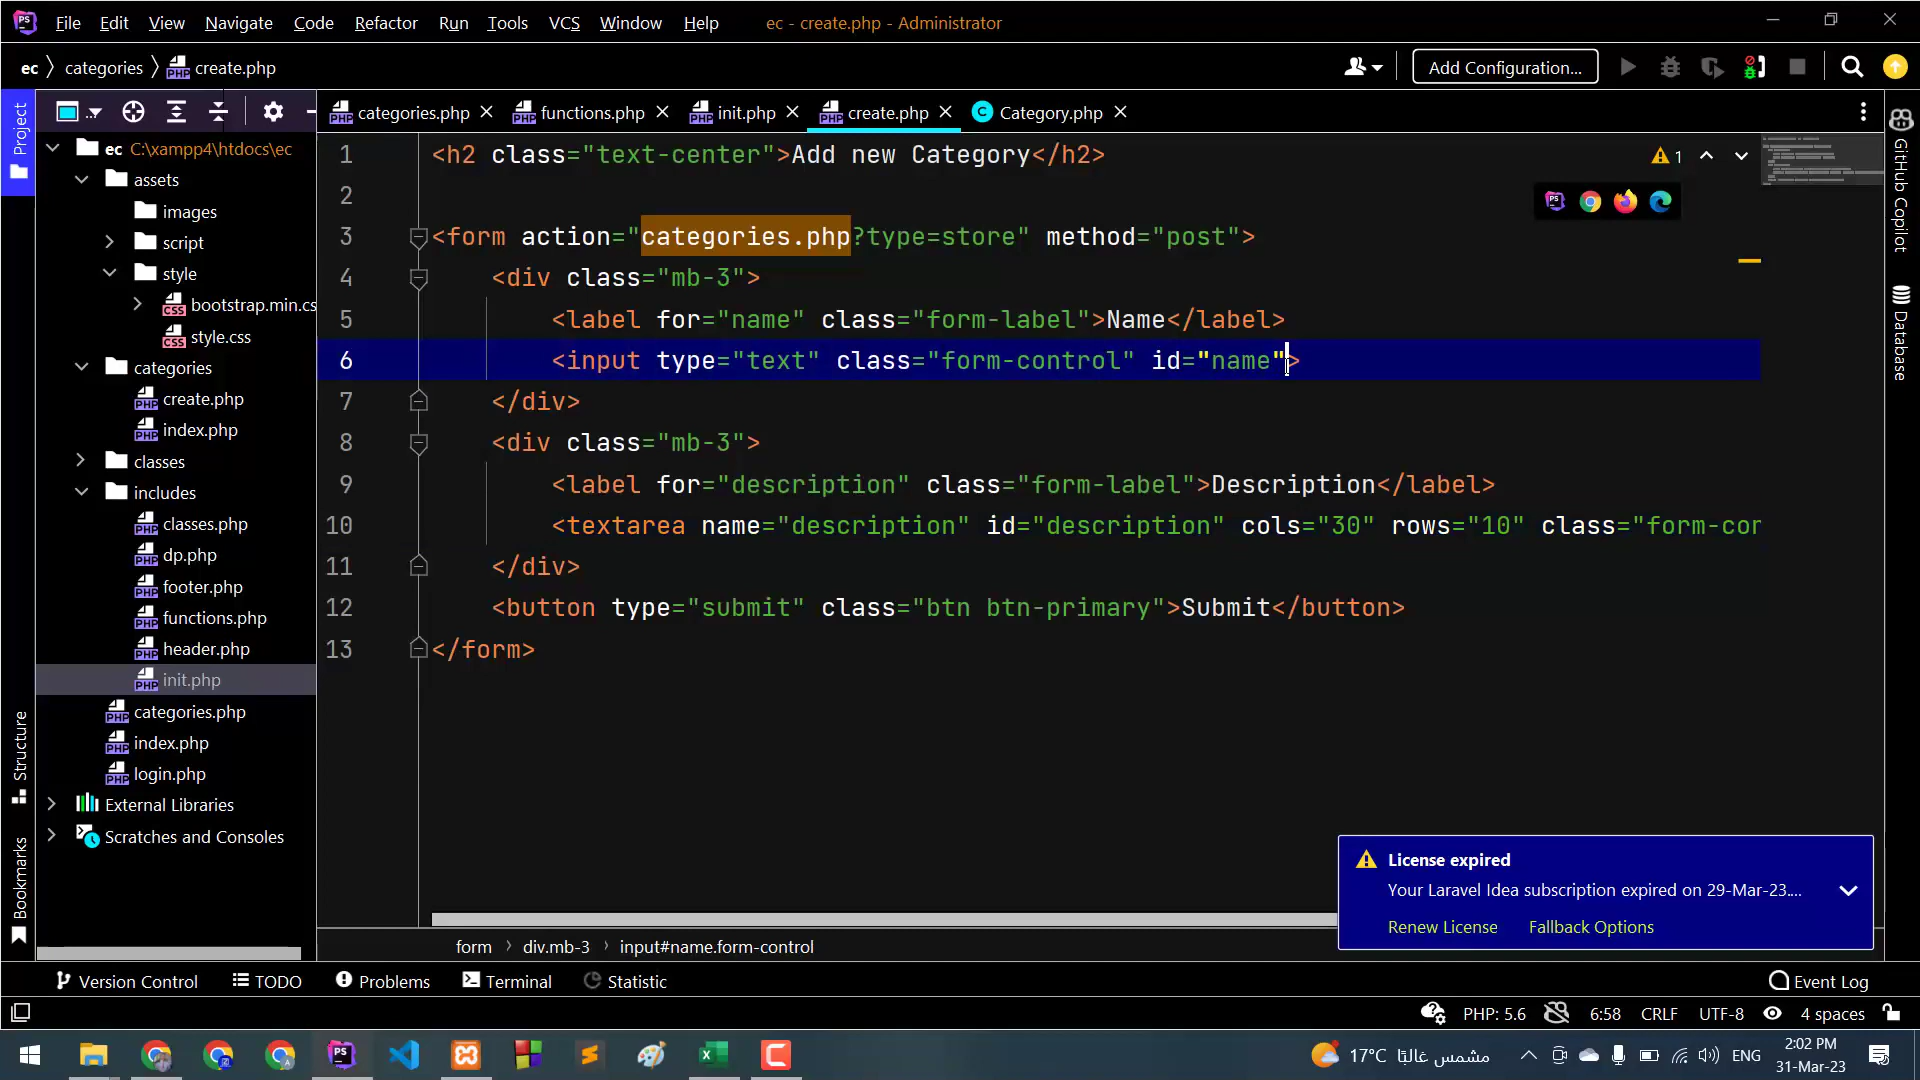 PS File Edit View Navigate Code Refactor Run Tools VCS Window Help ec - create.php - Administrator
ec categories create.php Add Configuration...
categories.php functions.php init.php create.php Category.php
Project
ec C:\xampp4\htdocs\ec
assets
images
script
style
bootstrap.min.cs
style.css
categories
create.php
index.php
classes
includes
classes.php
dp.php
footer.php
functions.php
header.php
init.php
categories.php
index.php
login.php
External Libraries
Scratches and Consoles
Structure
Bookmarks
1 <h2 class="text-center">Add new Category</h2>
2
3 <form action="categories.php?type=store" method="post">
4 <div class="mb-3">
5 <label for="name" class="form-label">Name</label>
6 <input type="text" class="form-control" id="name">
7 </div>
8 <div class="mb-3">
9 <label for="description" class="form-label">Description</label>
10 <textarea name="description" id="description" cols="30" rows="10" class="form-cor
11 </div>
12 <button type="submit" class="btn btn-primary">Submit</button>
13 </form>
1
GitHub Copilot
Database
License expired
Your Laravel Idea subscription expired on 29-Mar-23....
Renew License Fallback Options
form div.mb-3 input#name.form-control
Version Control TODO Problems Terminal Statistic Event Log
PHP: 5.6 6:58 CRLF UTF-8 4 spaces
17°C مشمس غالبًا ENG 2:02 PM
31-Mar-23